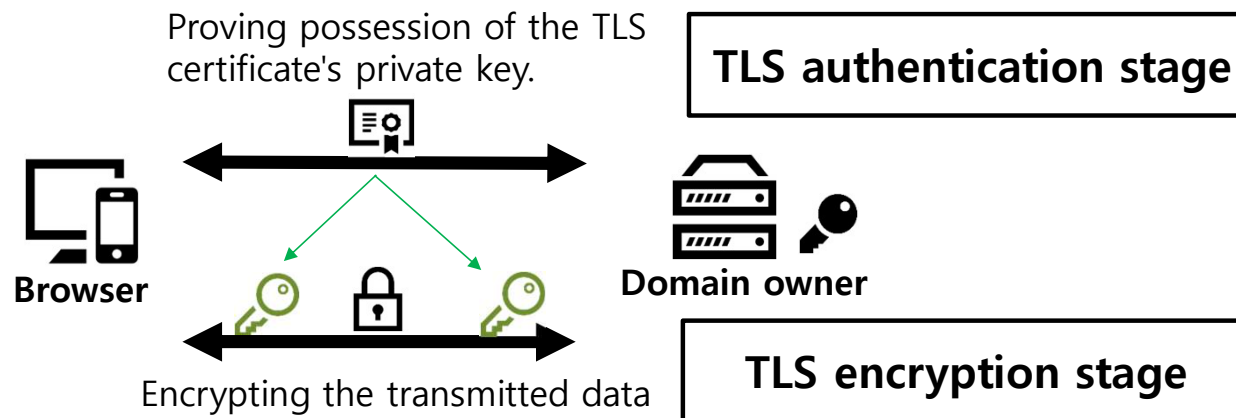 Proving possession of the TLS
certificate's private key.
TLS authentication stage
Browser
Domain owner
Encrypting the transmitted data
TLS encryption stage